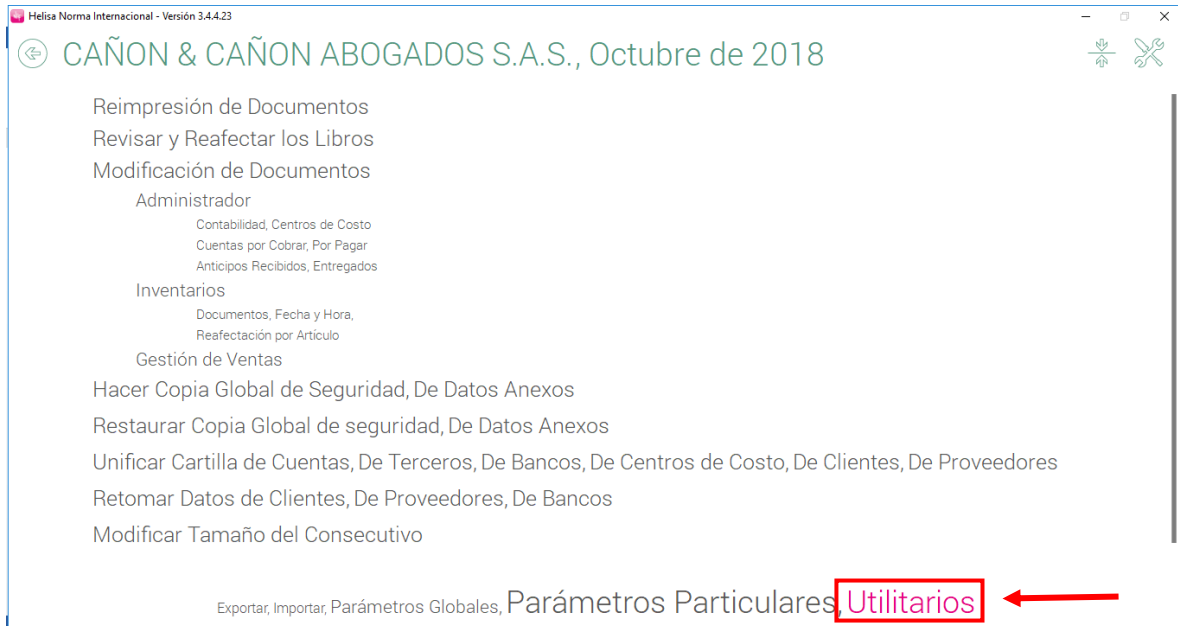 Helisa Norma Internacional - Versión 3.4.4.23
CAÑON & CAÑON ABOGADOS S.A.S., Octubre de 2018
Reimpresión de Documentos
Revisar y Reafectar los Libros
Modificación de Documentos
Administrador
Contabilidad, Centros de Costo
Cuentas por Cobrar, Por Pagar
Anticipos Recibidos, Entregados
Inventarios
Documentos, Fecha y Hora,
Reafectación por Artículo
Gestión de Ventas
Hacer Copia Global de Seguridad, De Datos Anexos
Restaurar Copia Global de seguridad, De Datos Anexos
Unificar Cartilla de Cuentas, De Terceros, De Bancos, De Centros de Costo, De Clientes, De Proveedores
Retomar Datos de Clientes, De Proveedores, De Bancos
Modificar Tamaño del Consecutivo
Exportar, Importar, Parámetros Globales, Parámetros Particulares, Utilitarios